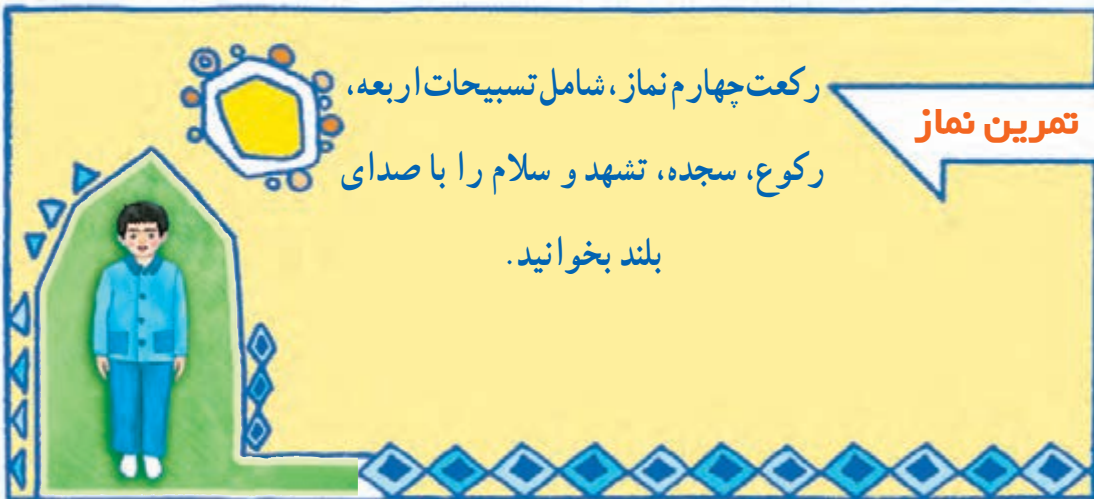 تمرین نماز
رکعت چهارم نماز، شامل تسبیحات اربعه،
رکوع، سجده، تشهد و سلام را با صدای
بلند بخوانید.